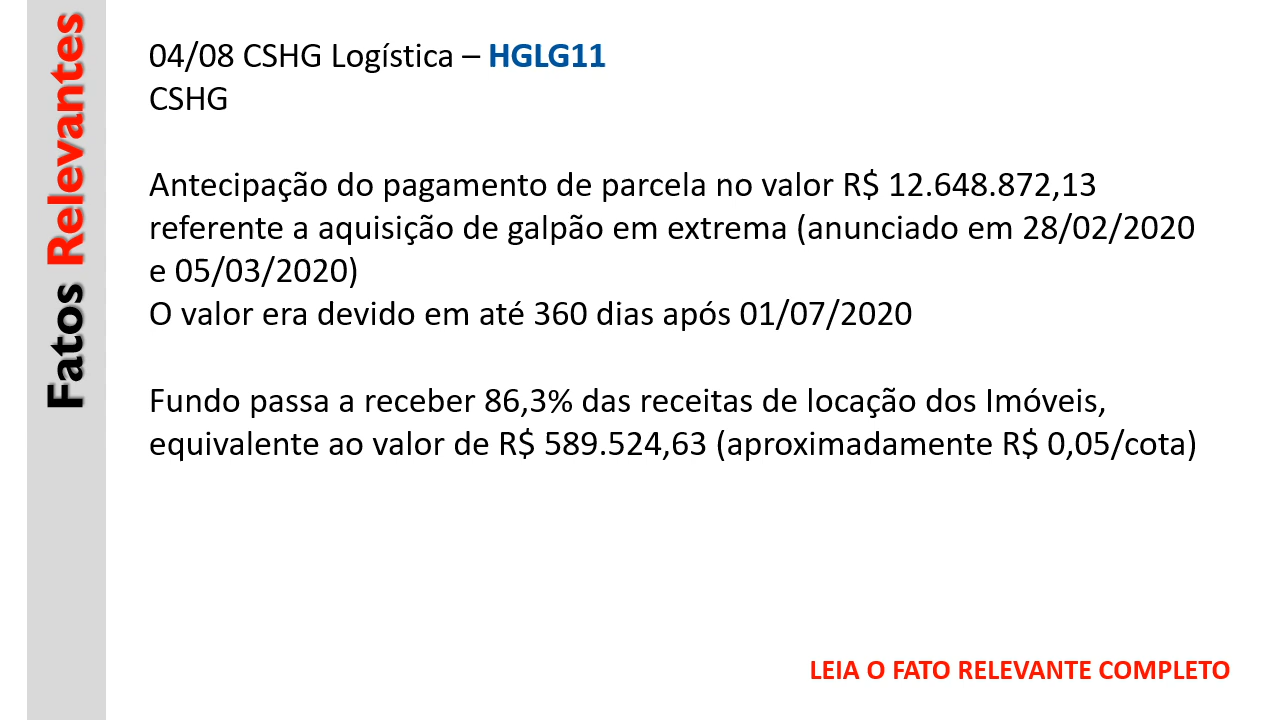 Fatos Relevantes
04/08 CSHG Logística – HGLG11
CSHG
Antecipação do pagamento de parcela no valor R$ 12.648.872,13
referente a aquisição de galpão em extrema (anunciado em 28/02/2020
e 05/03/2020)
O valor era devido em até 360 dias após 01/07/2020
Fundo passa a receber 86,3% das receitas de locação dos Imóveis,
equivalente ao valor de R$ 589.524,63 (aproximadamente R$ 0,05/cota)
LEIA O FATO RELEVANTE COMPLETO